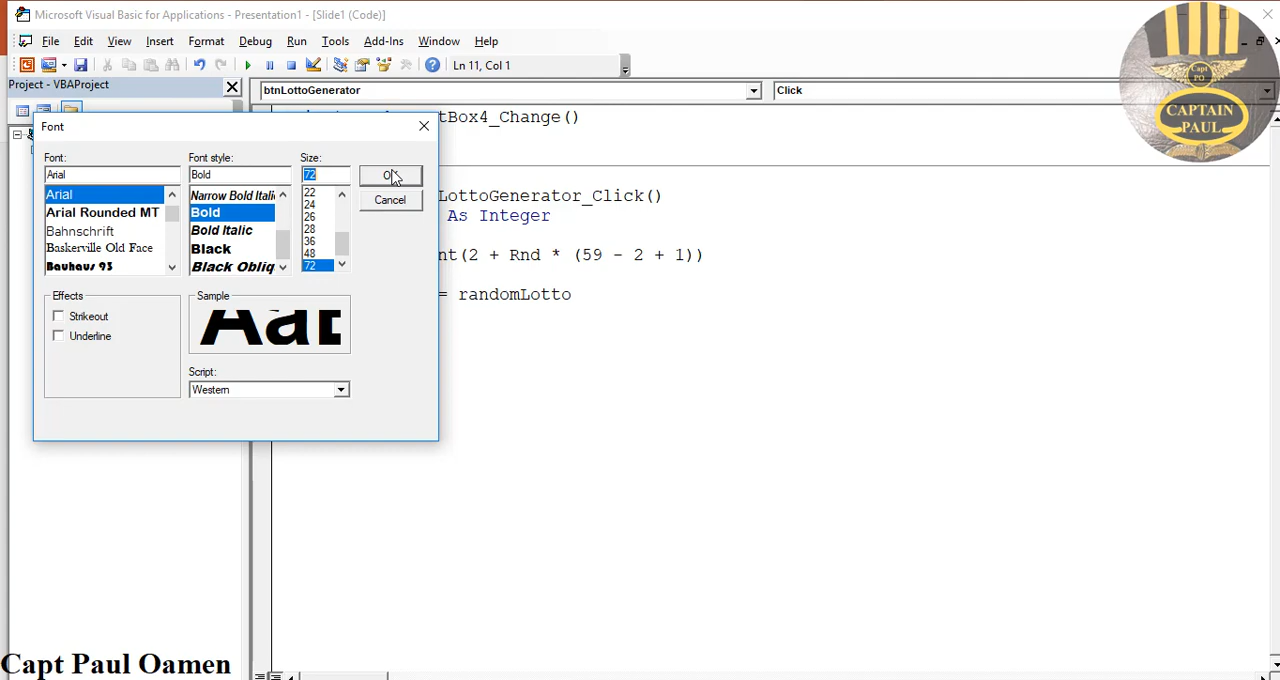 Microsoft Visual Basic for Applications - Presentation1 - [Slide1 (Code)]
File Edit View Insert Format Debug Run Tools Add-Ins Window Help
Ln 11, Col 1
Project - VBAProject
btnLottoGenerator
Click
Capt
PO
CAPTAIN
PAUL
tBox4_Change()
LottoGenerator_Click()
As Integer
nt(2 + Rnd * (59 - 2 + 1))
= randomLotto
Font
Font: Font style: Size:
Arial Bold 72
Arial
Arial Rounded MT
Bahnschrift
Baskerville Old Face
Bauhaus 93
Narrow Bold Itali
Bold
Bold Italic
Black
Black Obliq
22
24
26
28
36
48
72
Cancel
Effects
Strikeout
Underline
Sample
Script:
Western
Capt Paul Oamen